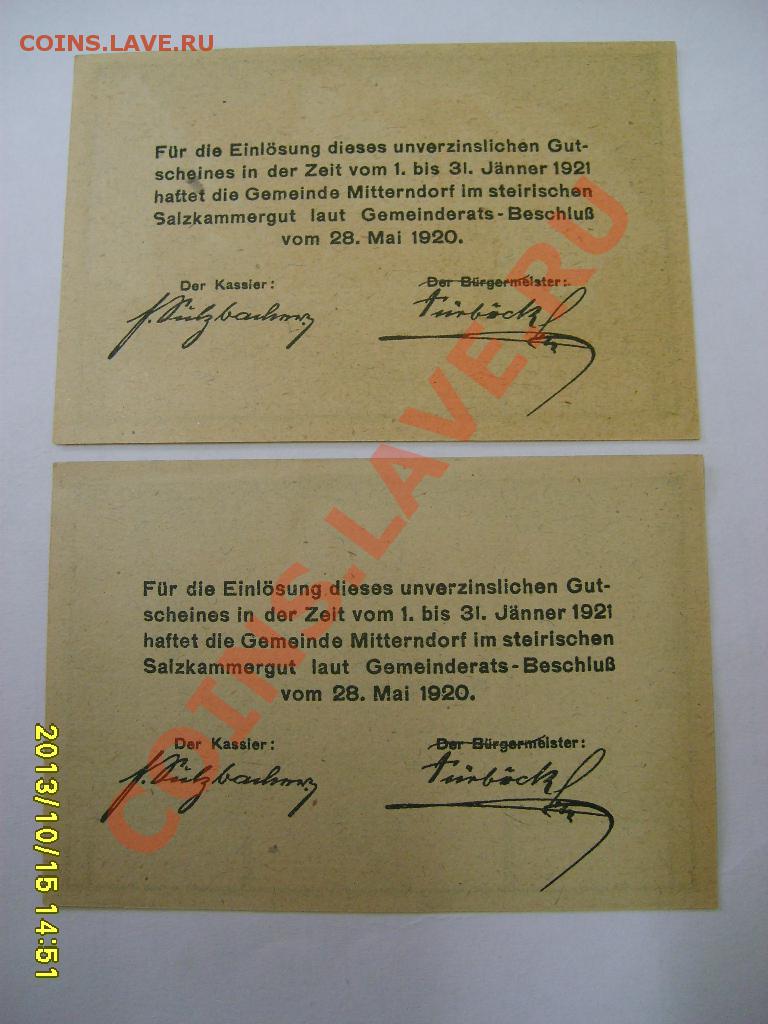 COINS.LAVE.RU
Für die Einlösung dieses unverzinslichen Gut-
scheines in der Zeit vom 1. bis 31. Jänner 1921
haftet die Gemeinde Mitterndorf im steirischen
Salzkammergut laut Gemeinderats-Beschluß
vom 28. Mai 1920.
Der Kassier: Der Bürgermeister:
F. Sulzbacher Türböck
Für die Einlösung dieses unverzinslichen Gut-
scheines in der Zeit vom 1. bis 31. Jänner 1921
haftet die Gemeinde Mitterndorf im steirischen
Salzkammergut laut Gemeinderats-Beschluß
vom 28. Mai 1920.
Der Kassier: Der Bürgermeister:
F. Sulzbacher Türböck
COINS.LAVE.RU
2013/10/15 14:51